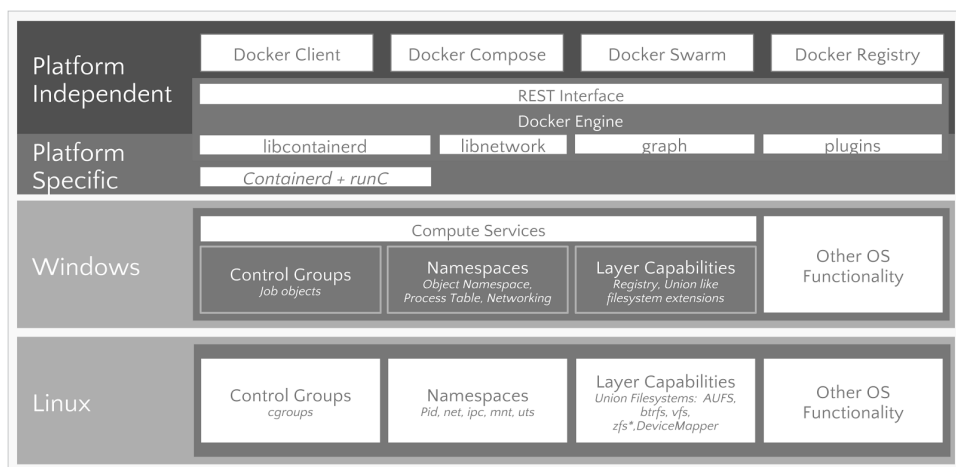 Platform
Independent
Docker Client
Docker Compose
Docker Swarm
Docker Registry
REST Interface
Docker Engine
Platform
Specific
libcontainerd
libnetwork
graph
plugins
Containerd + runC
Windows
Compute Services
Control Groups
Job objects
Namespaces
Object Namespace,
Process Table, Networking
Layer Capabilities
Registry, Union like
filesystem extensions
Other OS
Functionality
Linux
Control Groups
cgroups
Namespaces
Pid, net, ipc, mnt, uts
Layer Capabilities
Union Filesystems: AUFS,
btrfs, vfs,
zfs*,DeviceMapper
Other OS
Functionality